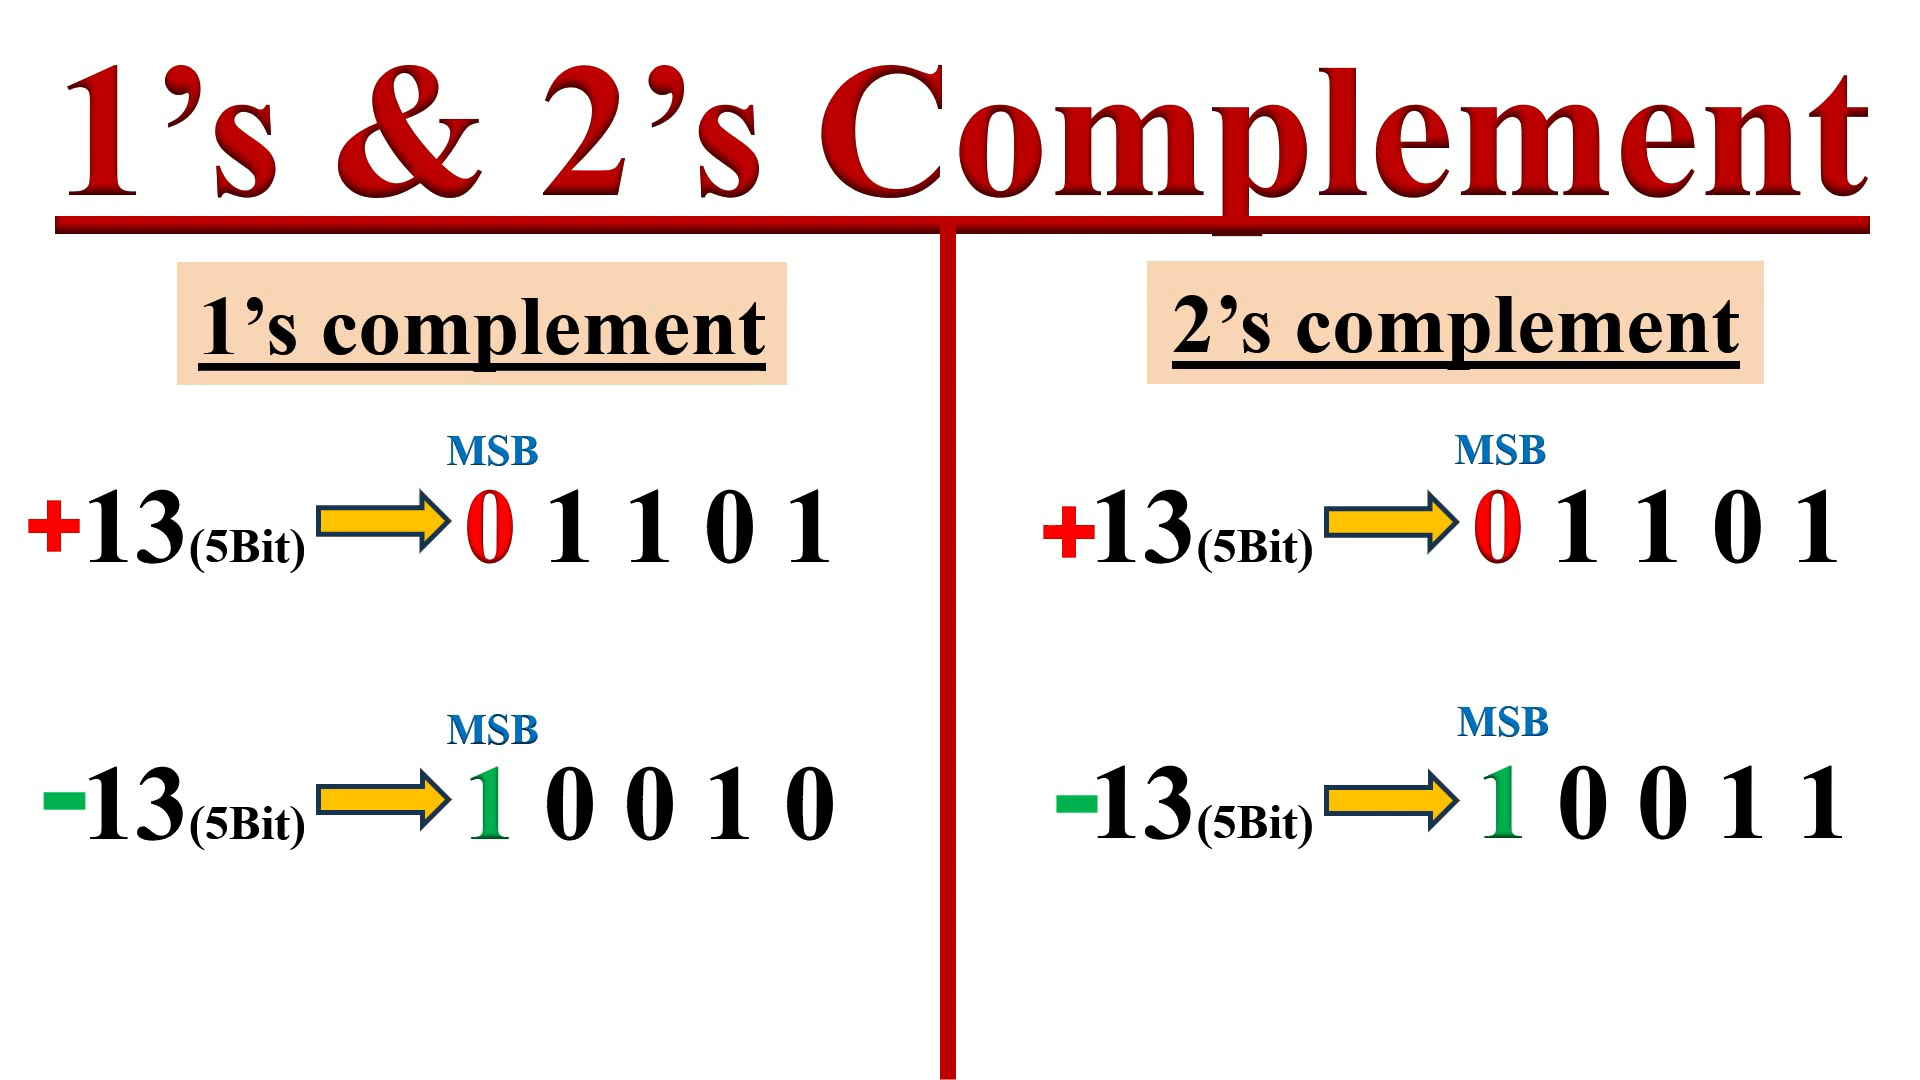 1’s & 2’s Complement
1’s complement
MSB
+13(5Bit) 0 1 1 0 1
MSB
-13(5Bit) 1 0 0 1 0
2’s complement
MSB
+13(5Bit) 0 1 1 0 1
MSB
-13(5Bit) 1 0 0 1 1